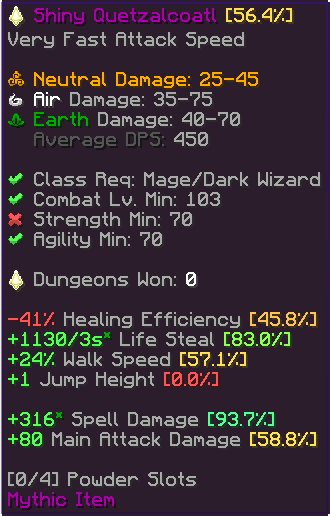 Shiny Quetzalcoatl [56.4%]
Very Fast Attack Speed
Neutral Damage: 25-45
Air Damage: 35-75
Earth Damage: 40-70
Average DPS: 450
Class Req: Mage/Dark Wizard
Combat Lv. Min: 103
Strength Min: 70
Agility Min: 70
Dungeons Won: 0
-41% Healing Efficiency [45.8%]
+1130/3s* Life Steal [83.0%]
+24% Walk Speed [57.1%]
+1 Jump Height [0.0%]
+316* Spell Damage [93.7%]
+80 Main Attack Damage [58.8%]
[0/4] Powder Slots
Mythic Item